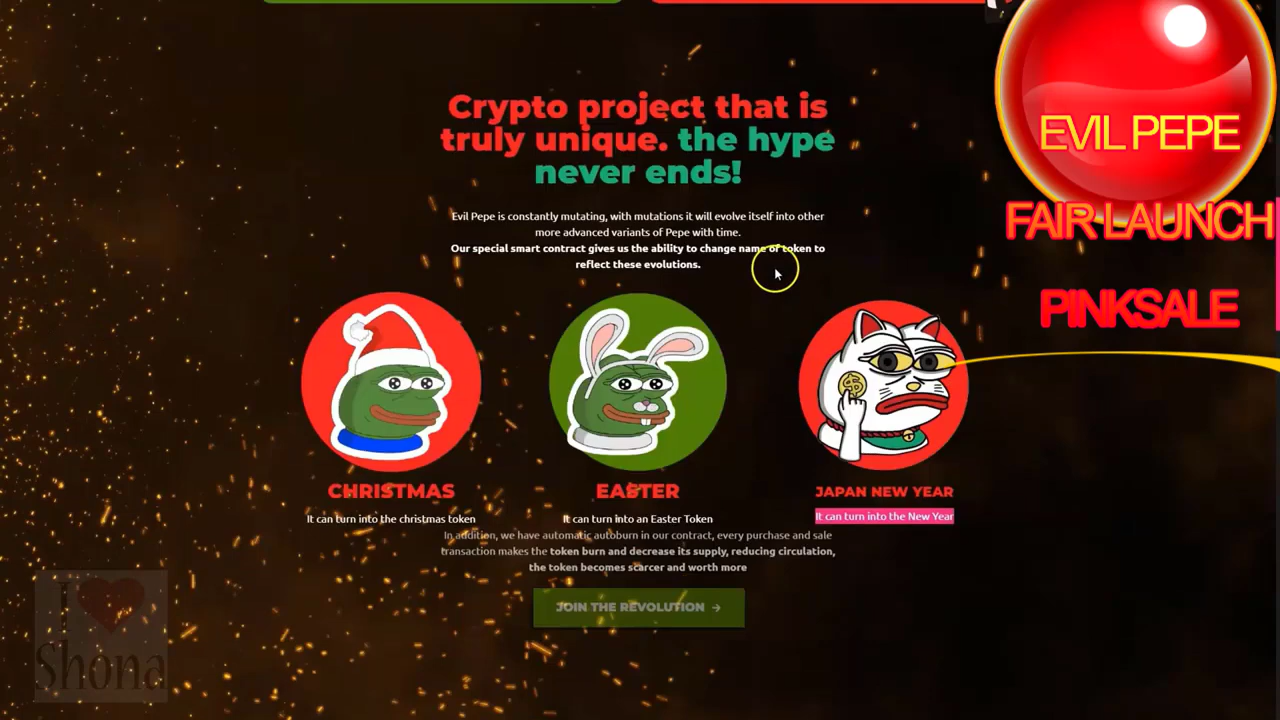 Crypto project that is
truly unique. the hype
never ends!
Evil Pepe is constantly mutating, with mutations it will evolve itself into other
more advanced variants of Pepe with time.
Our special smart contract gives us the ability to change name of token to
reflect these evolutions.
EVIL PEPE
FAIR LAUNCH
PINKSALE
CHRISTMAS
It can turn into the christmas token
EASTER
It can turn into an Easter Token
JAPAN NEW YEAR
It can turn into the New Year
In addition, we have automatic autoburn in our contract, every purchase and sale
transaction makes the token burn and decrease its supply, reducing circulation,
the token becomes scarcer and worth more
JOIN THE REVOLUTION →
I
Shona